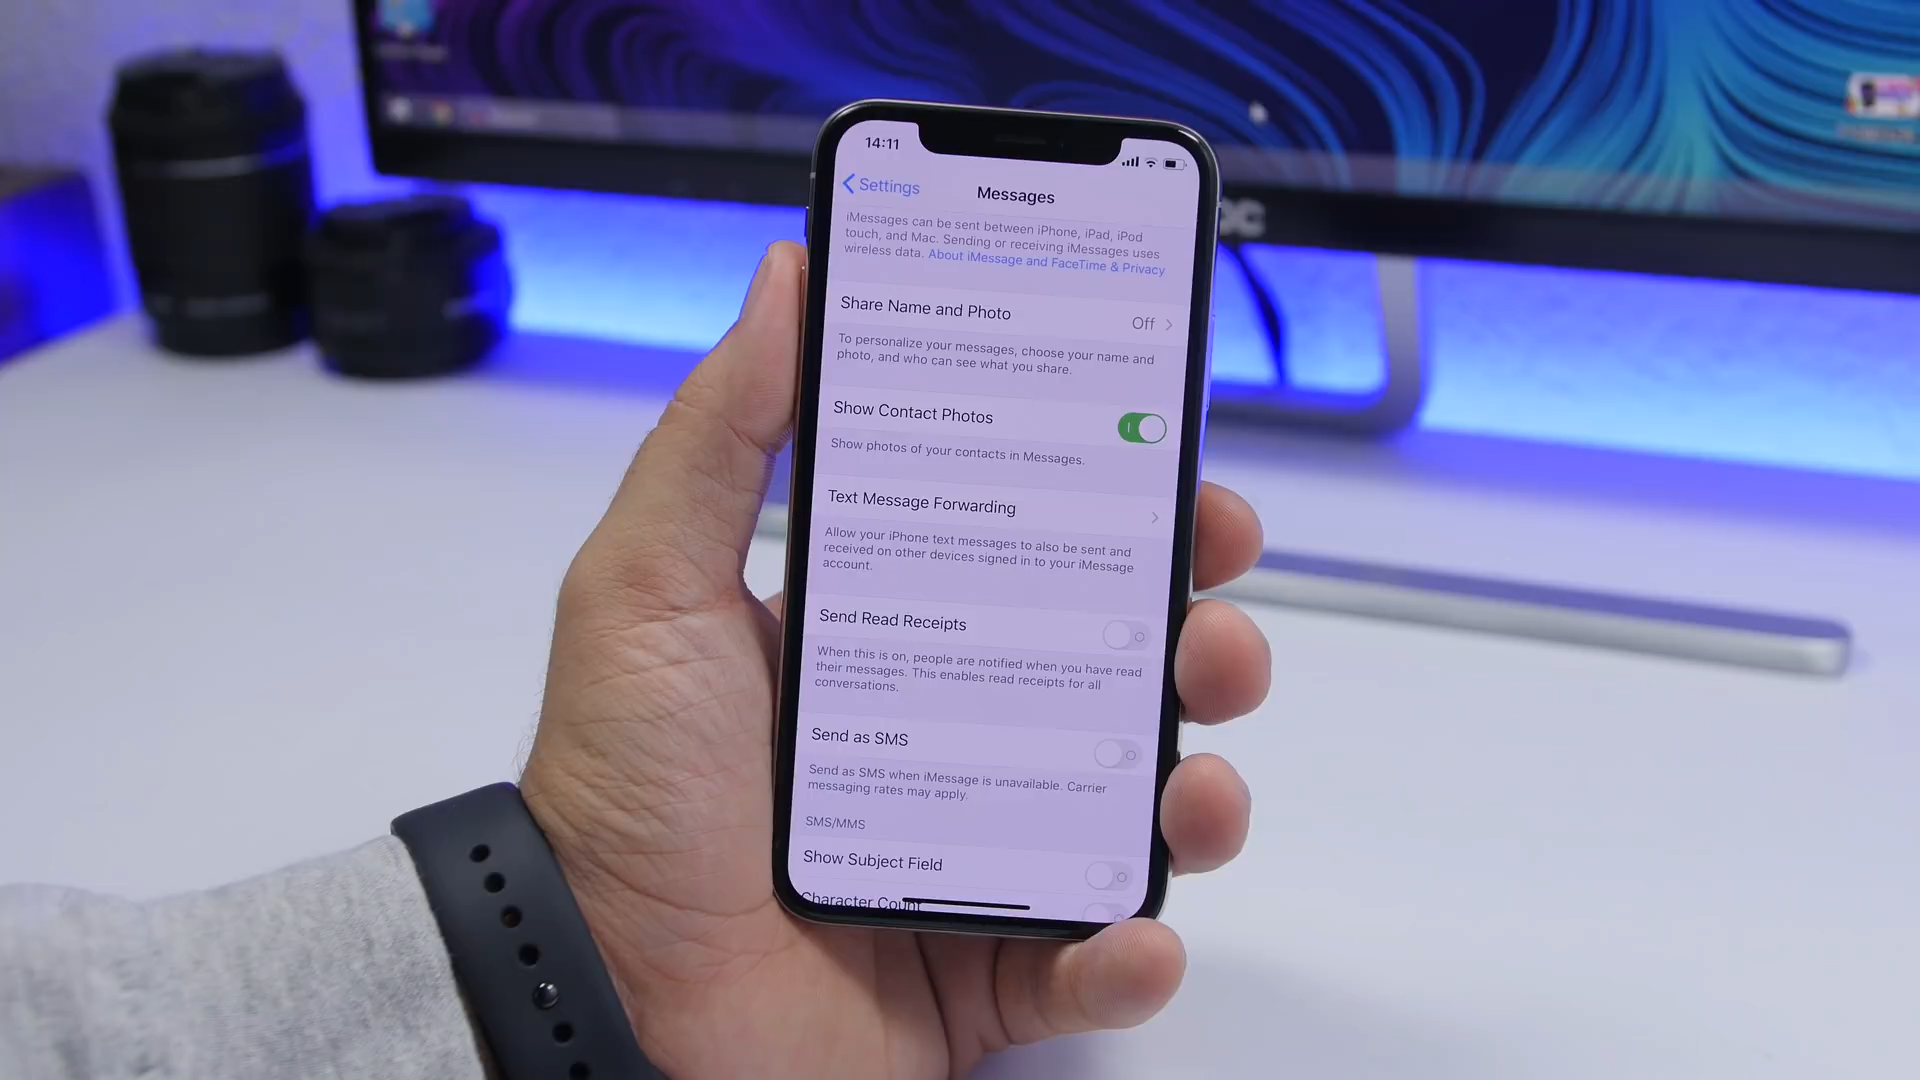 14:11
Settings
Messages
iMessages can be sent between iPhone, iPad, iPod
touch, and Mac. Sending or receiving iMessages uses
wireless data. About iMessage and FaceTime & Privacy
Share Name and Photo
Off
To personalize your messages, choose your name and
photo, and who can see what you share.
Show Contact Photos
Show photos of your contacts in Messages.
Text Message Forwarding
Allow your iPhone text messages to also be sent and
received on other devices signed in to your iMessage
account.
Send Read Receipts
When this is on, people are notified when you have read
their messages. This enables read receipts for all
conversations.
Send as SMS
Send as SMS when iMessage is unavailable. Carrier
messaging rates may apply.
SMS/MMS
Show Subject Field
Character Count